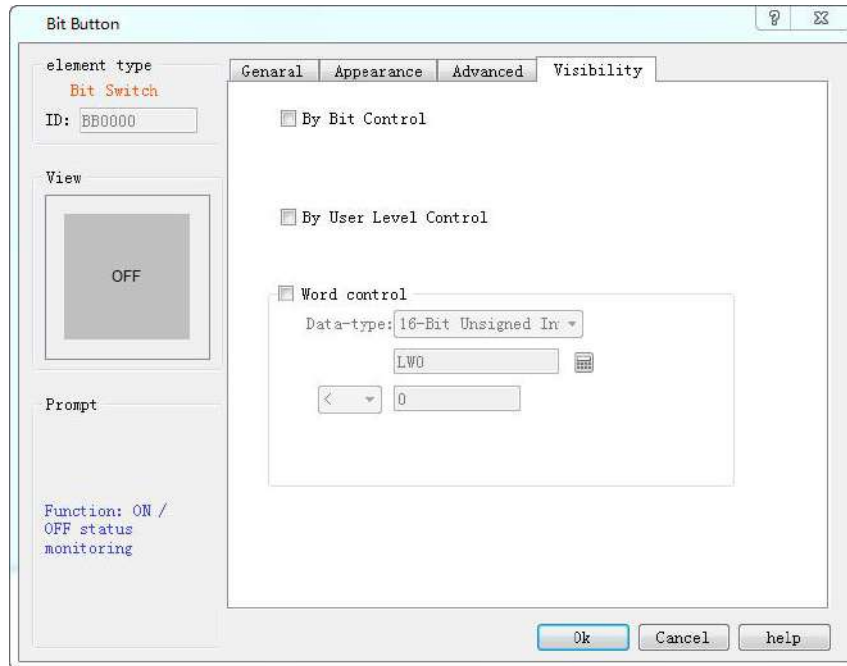 Bit Button
element type
Bit Switch
ID: BB0000
View
OFF
Prompt
Function: ON /
OFF status
monitoring
Genaral Appearance Advanced Visibility
By Bit Control
By User Level Control
Word control
Data-type: 16-Bit Unsigned In
LW0
< 0
Ok Cancel help